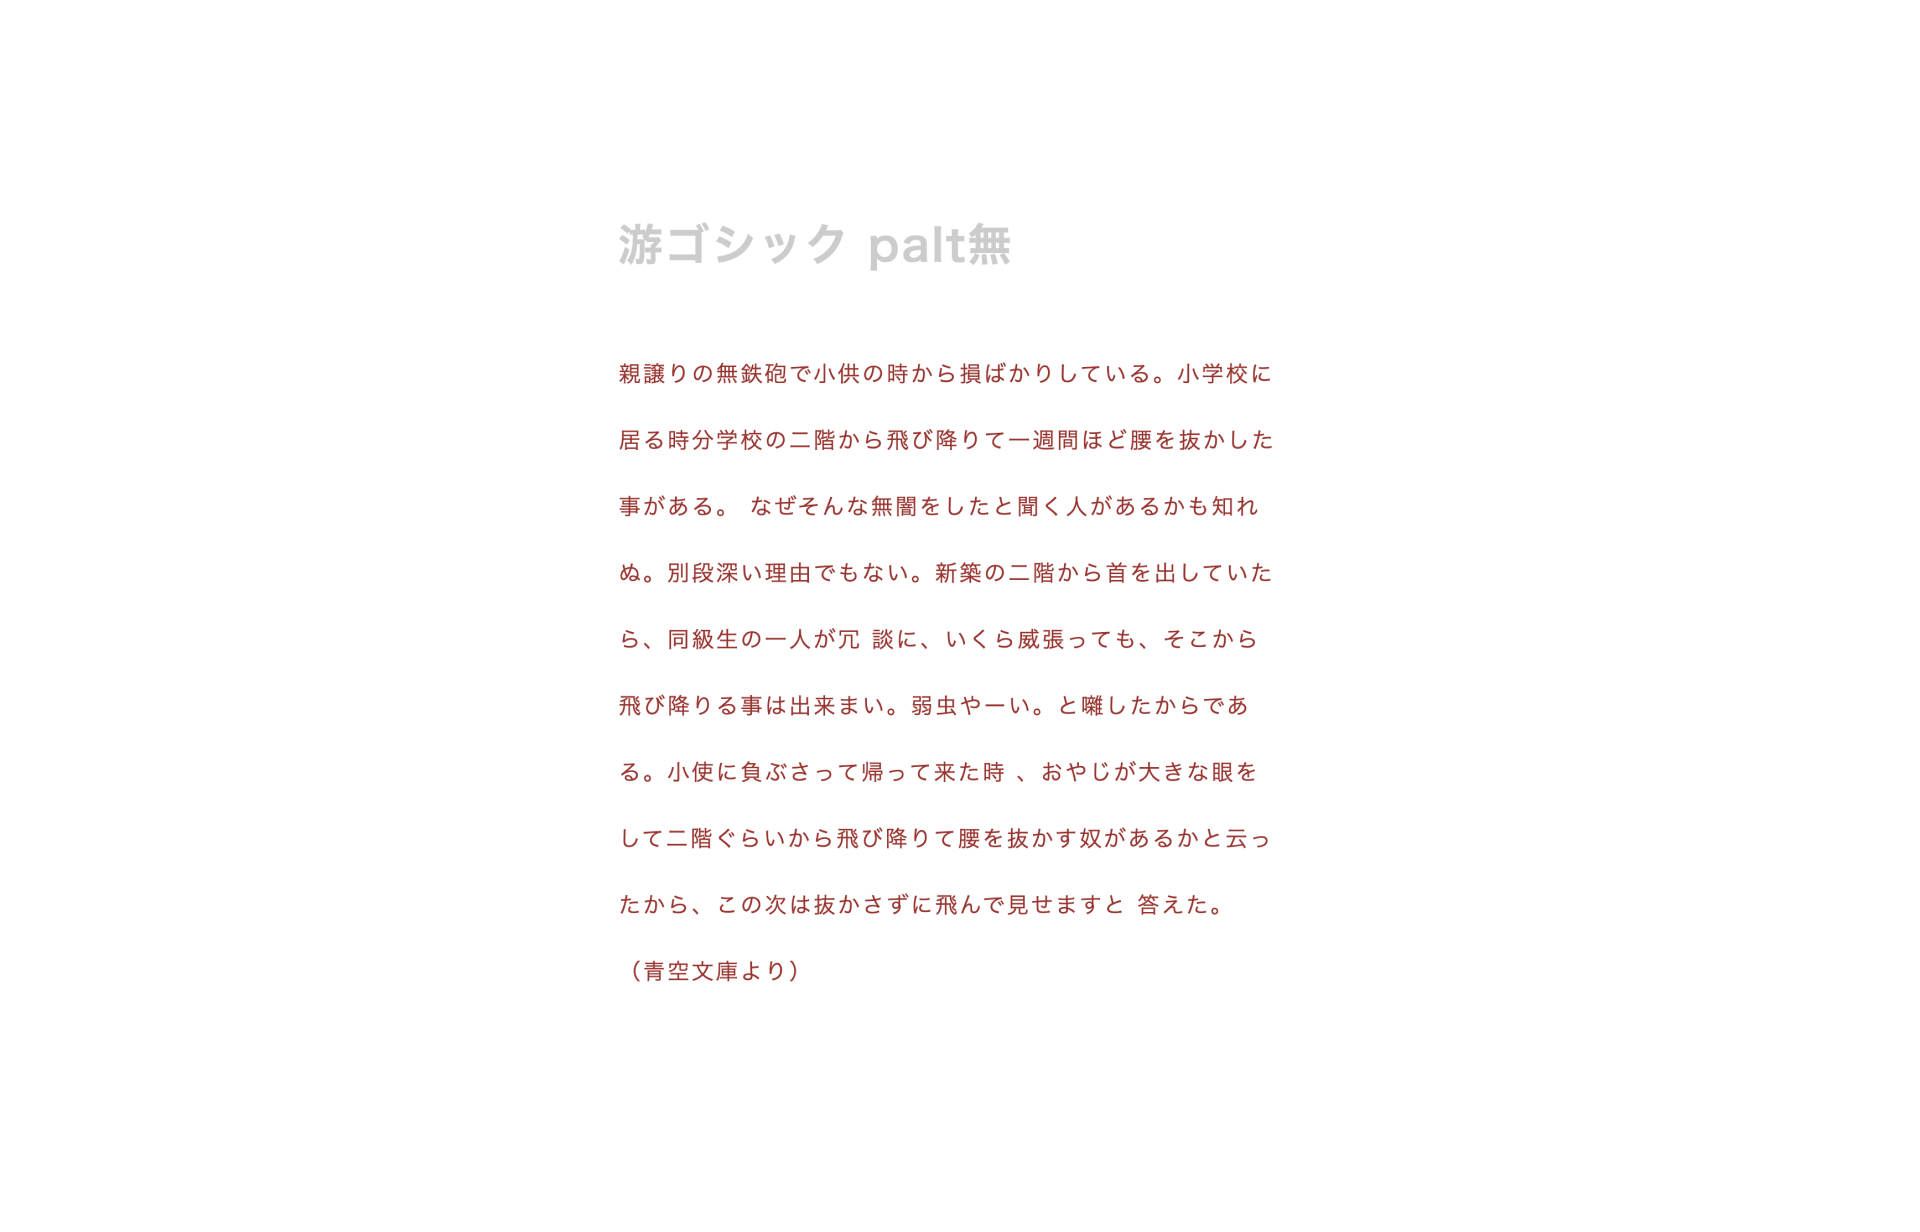 游ゴシック palt無
親譲りの無鉄砲で小供の時から損ばかりしている。小学校に
居る時分学校の二階から飛び降りて一週間ほど腰を抜かした
事がある。 なぜそんな無闇をしたと聞く人があるかも知れ
ぬ。別段深い理由でもない。新築の二階から首を出していた
ら、同級生の一人が冗 談に、いくら威張っても、そこから
飛び降りる事は出来まい。弱虫やーい。と囃したからであ
る。小使に負ぶさって帰って来た時 、おやじが大きな眼を
して二階ぐらいから飛び降りて腰を抜かす奴があるかと云っ
たから、この次は抜かさずに飛んで見せますと 答えた。
（青空文庫より）